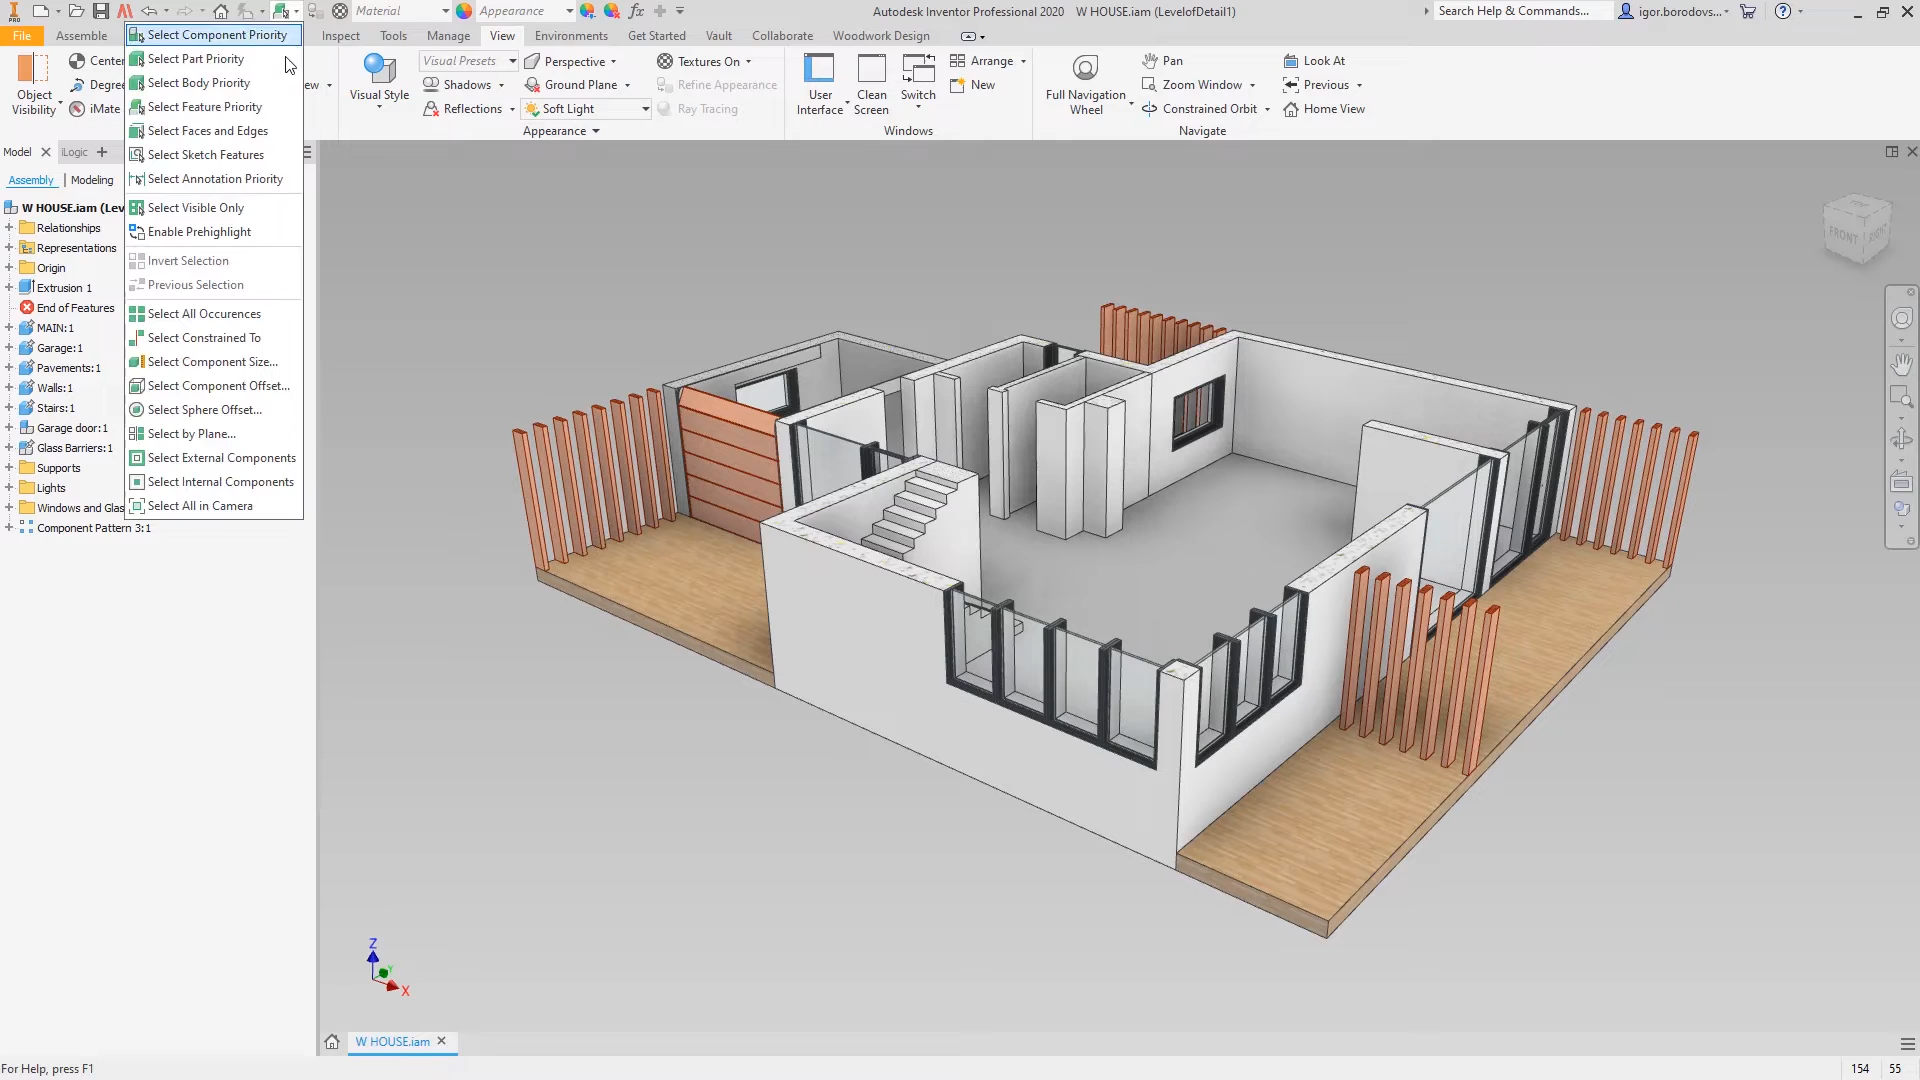 PRO
Material
Appearance
fx
Autodesk Inventor Professional 2020 W HOUSE.iam (LevelofDetail1)
Search Help & Commands...
igor.borodovs...
File
Assemble
Inspect
Tools
Manage
View
Environments
Get Started
Vault
Collaborate
Woodwork Design
Object Visibility
Center
Degree
iMate
ew
Visual Style
Visual Presets
Shadows
Reflections
Perspective
Ground Plane
Soft Light
Textures On
Refine Appearance
Ray Tracing
Appearance
User Interface
Clean Screen
Switch
Arrange
New
Windows
Full Navigation Wheel
Pan
Zoom Window
Constrained Orbit
Look At
Previous
Home View
Navigate
Select Component Priority
Select Part Priority
Select Body Priority
Select Feature Priority
Select Faces and Edges
Select Sketch Features
Select Annotation Priority
Select Visible Only
Enable Prehighlight
Invert Selection
Previous Selection
Select All Occurences
Select Constrained To
Select Component Size...
Select Component Offset...
Select Sphere Offset...
Select by Plane...
Select External Components
Select Internal Components
Select All in Camera
Model
iLogic
Assembly
Modeling
W HOUSE.iam (Lev
Relationships
Representations
Origin
Extrusion 1
End of Features
MAIN:1
Garage:1
Pavements:1
Walls:1
Stairs:1
Garage door:1
Glass Barriers:1
Supports
Lights
Windows and Glas
Component Pattern 3:1
TOP
FRONT
RIGHT
Z
Y
X
W HOUSE.iam
For Help, press F1
154 55